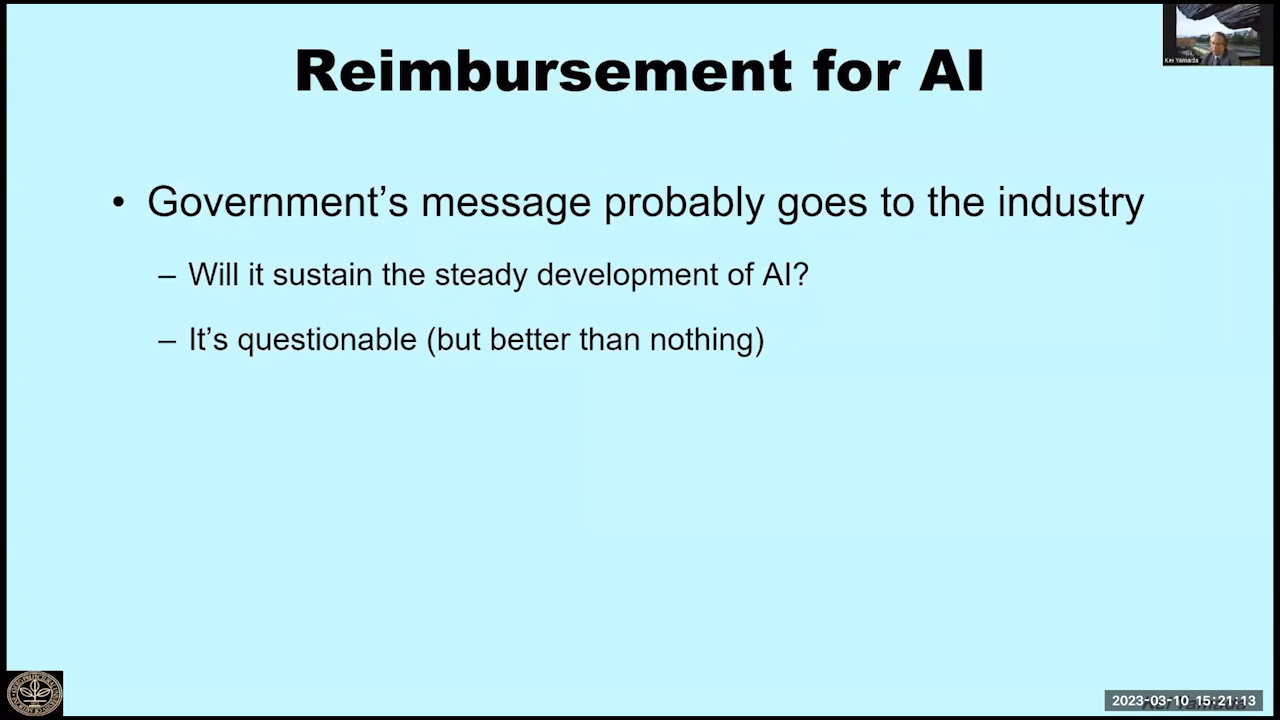 Reimbursement for AI
Kei Yamada
• Government’s message probably goes to the industry
– Will it sustain the steady development of AI?
– It’s questionable (but better than nothing)
2023-03-10 15:21:13